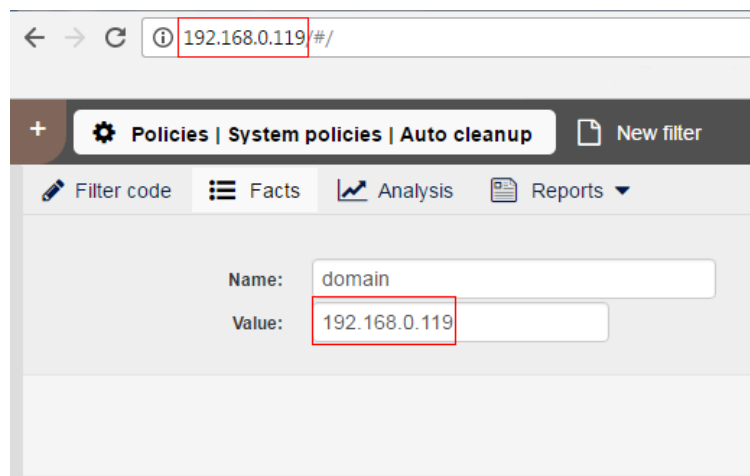 192.168.0.119/#/
+ Policies | System policies | Auto cleanup New filter
Filter code Facts Analysis Reports
Name: domain
Value: 192.168.0.119